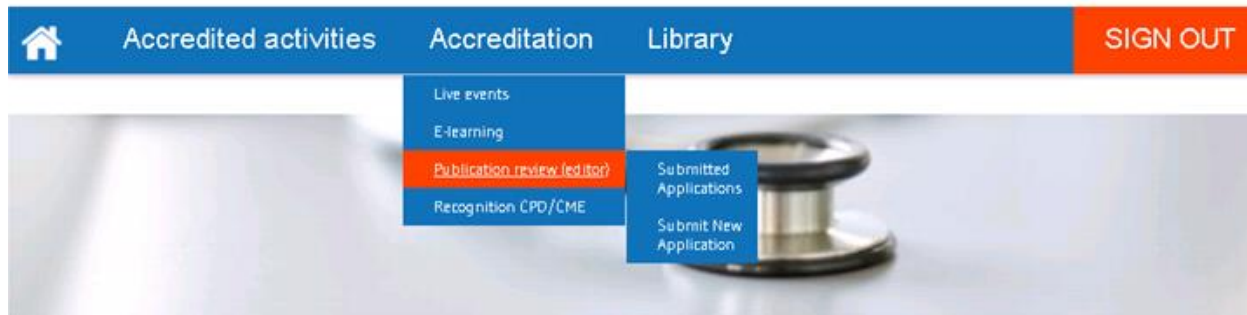 Accredited activities Accreditation Library SIGN OUT
Live events
E-learning
Publication review (editor)
Recognition CPD/CME
Submitted
Applications
Submit New
Application